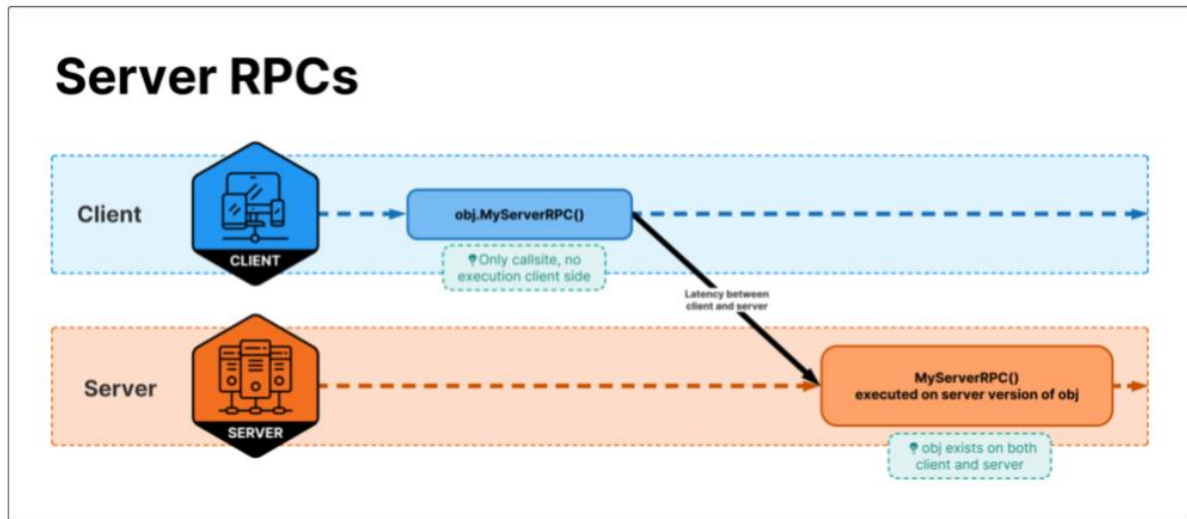 Server RPCs
Client
CLIENT
obj.MyServerRPC()
Only callsite, no
execution client side
Latency between
client and server
Server
SERVER
MyServerRPC()
executed on server version of obj
obj exists on both
client and server